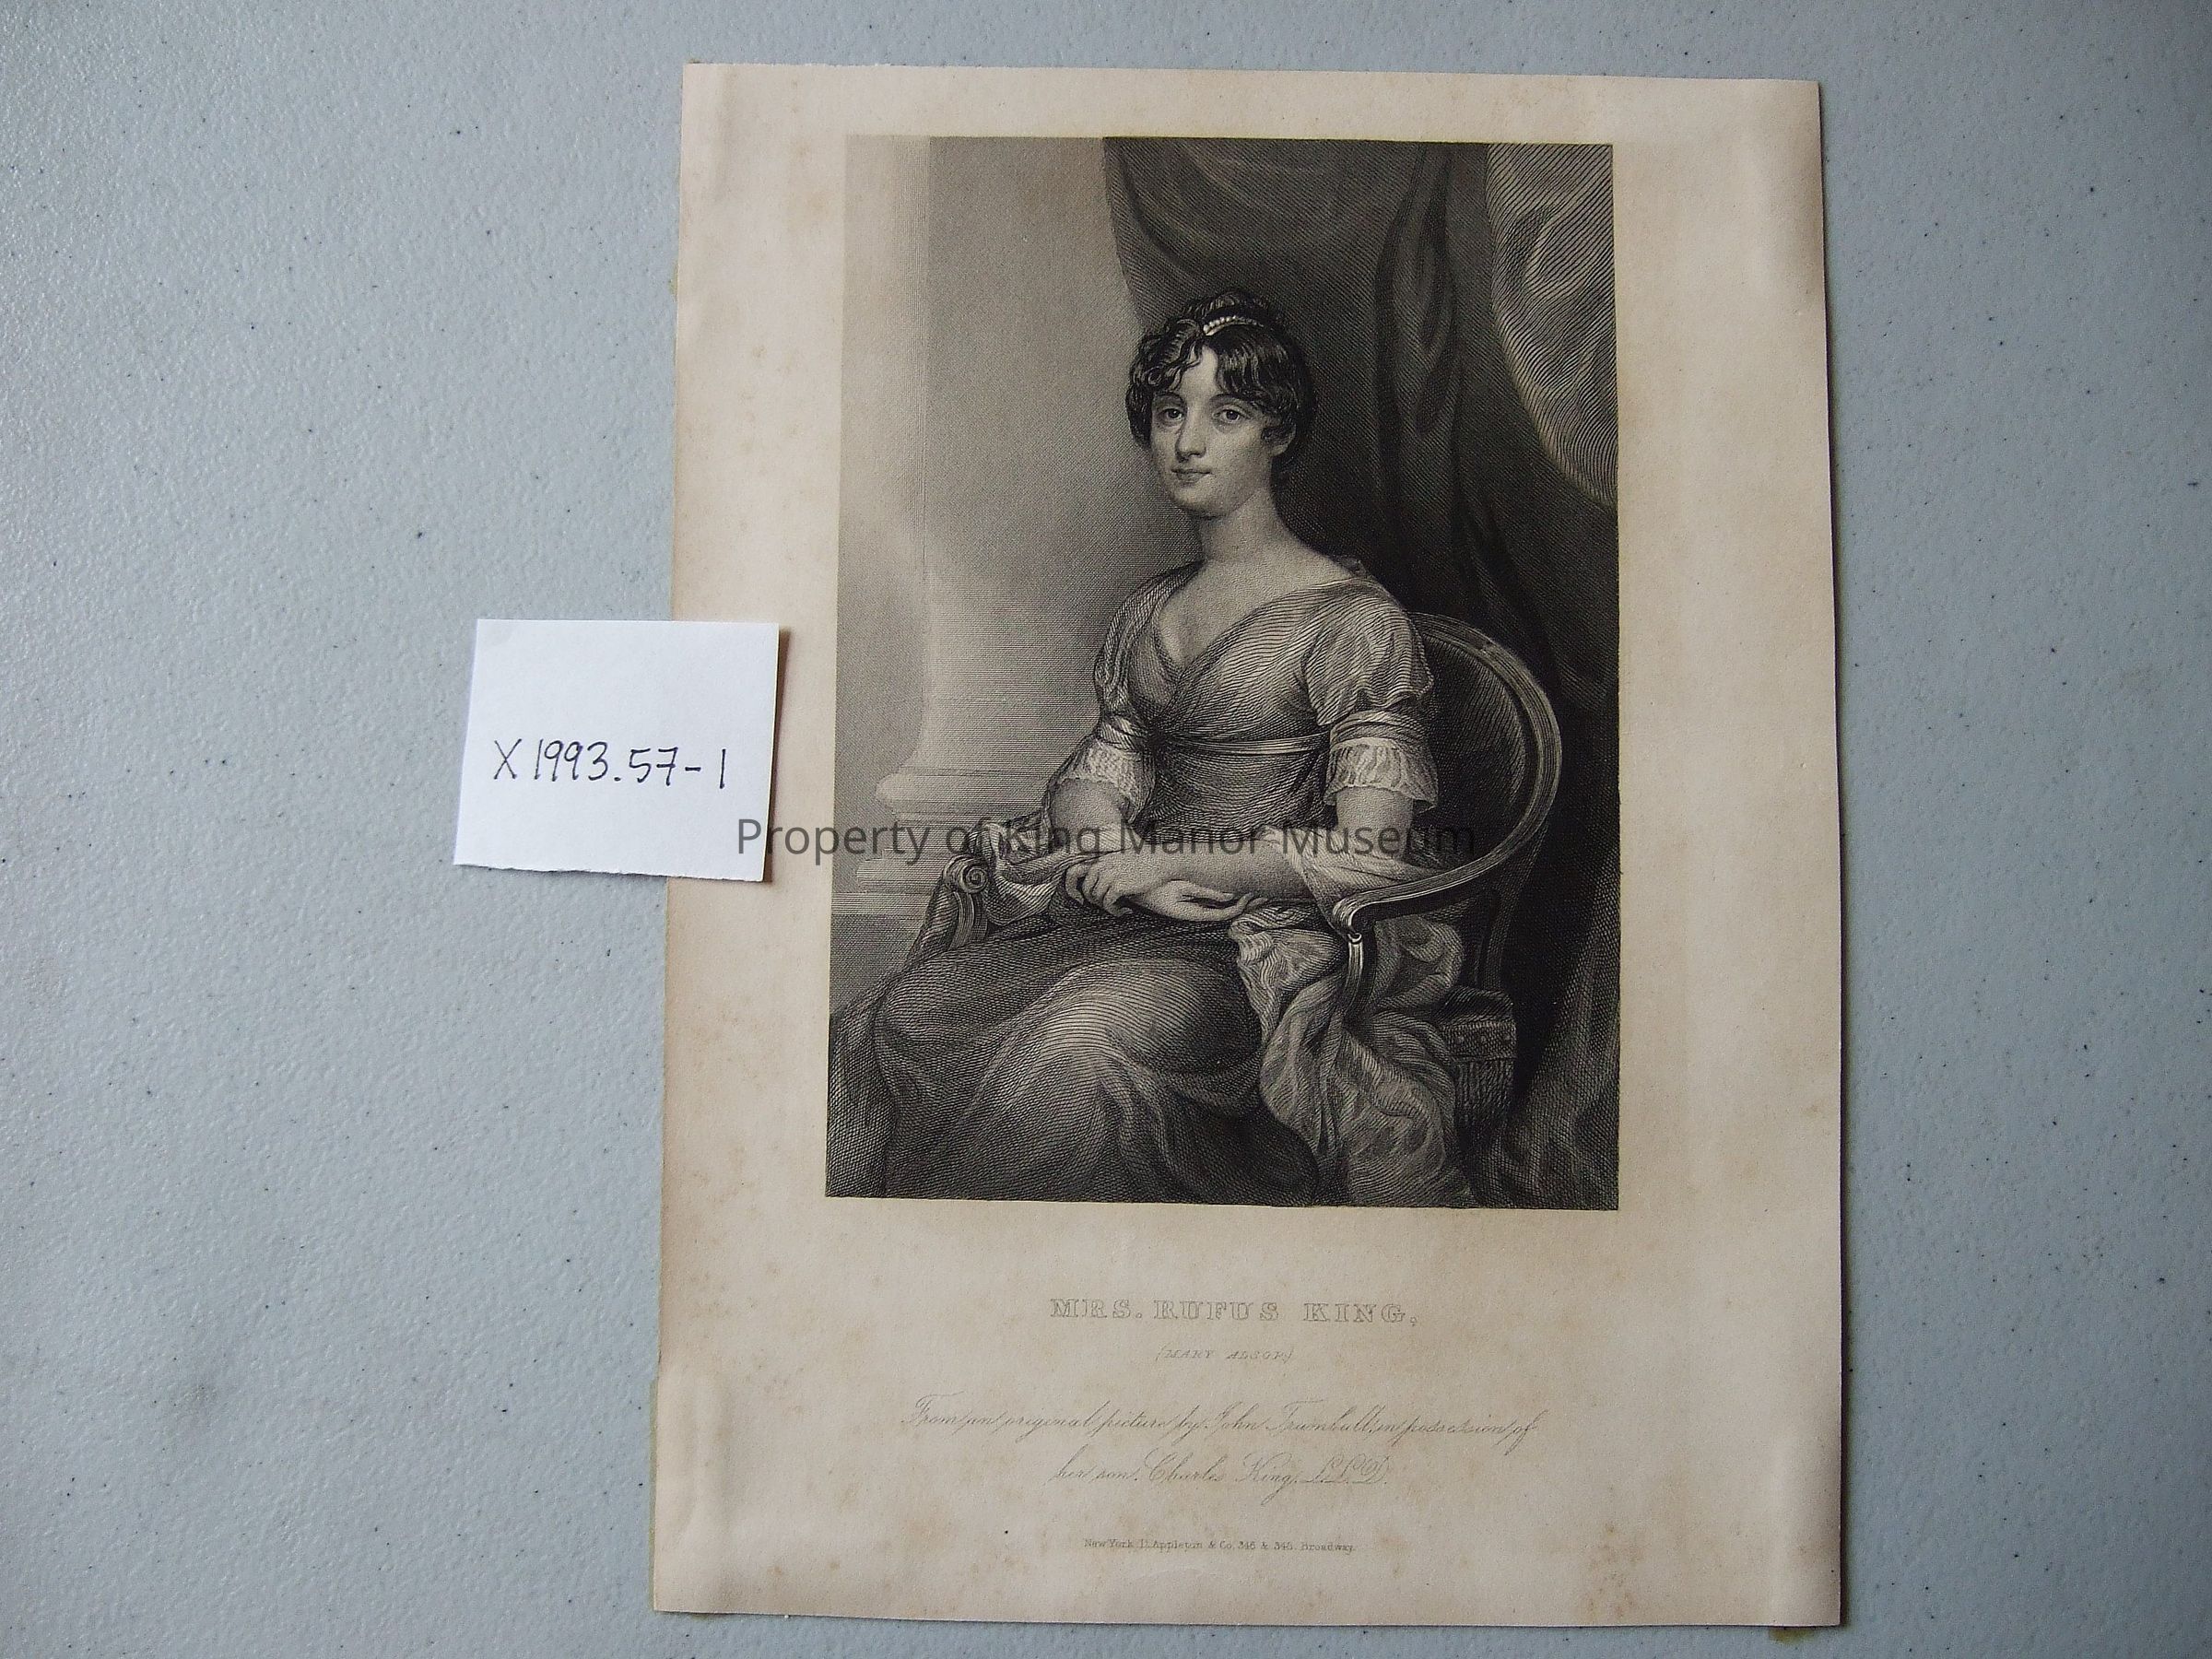 X1993.57-1
Property of King Manor Museum
MRS. RUFUS KING,
(MARY ALSOP)
From an original picture by John Trumbull in possession of
her son. Charles King, LL.D.
New York, D. Appleton & Co. 346 & 348. Broadway.